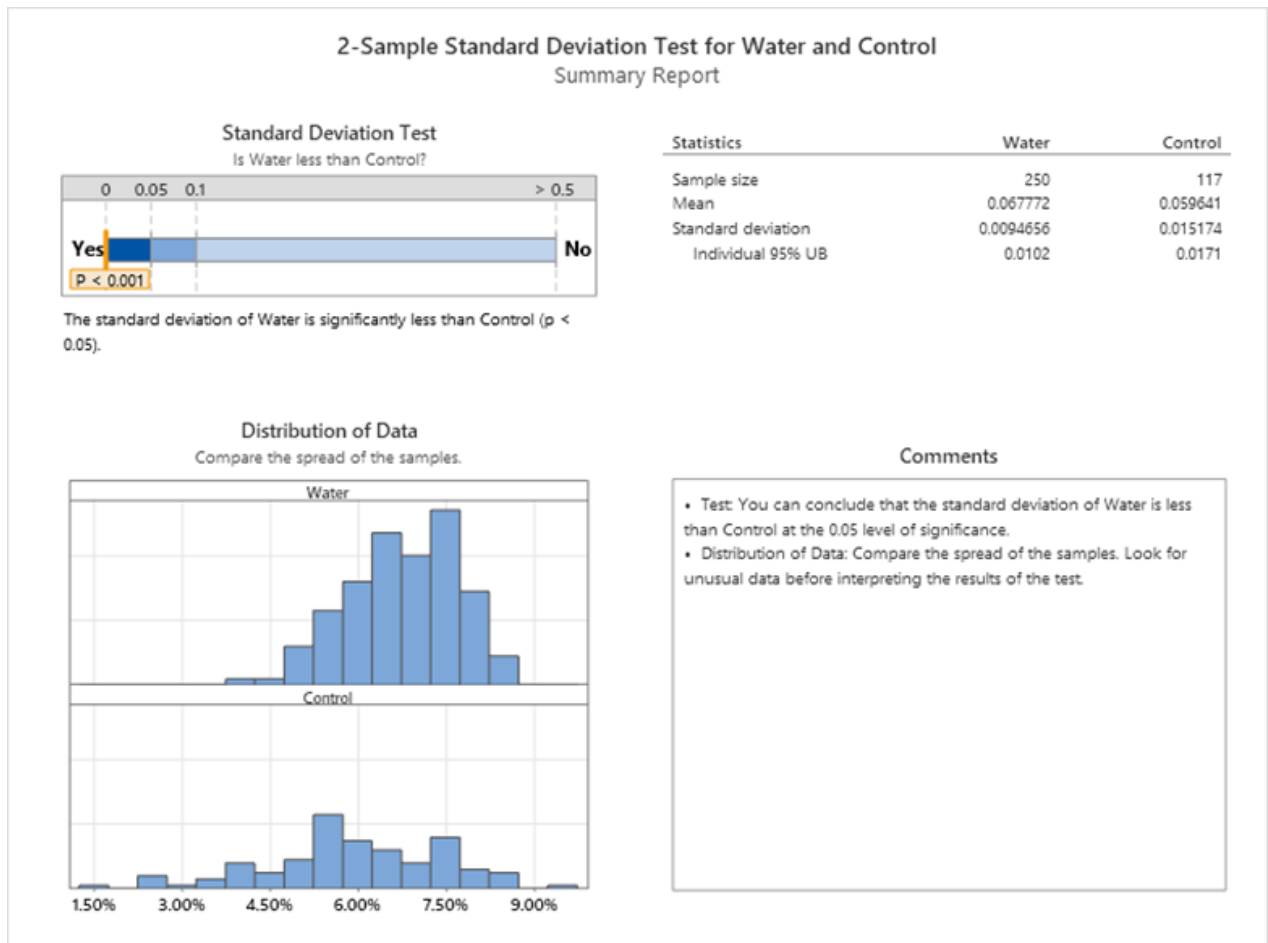 2-Sample Standard Deviation Test for Water and Control
Summary Report
Standard Deviation Test
Is Water less than Control?
0 0.05 0.1 > 0.5
Yes No
P < 0.001
The standard deviation of Water is significantly less than Control (p <
0.05).
Statistics Water Control
Sample size 250 117
Mean 0.067772 0.059641
Standard deviation 0.0094656 0.015174
Individual 95% UB 0.0102 0.0171
Distribution of Data
Compare the spread of the samples.
Water
Control
1.50% 3.00% 4.50% 6.00% 7.50% 9.00%
Comments
• Test: You can conclude that the standard deviation of Water is less
than Control at the 0.05 level of significance.
• Distribution of Data: Compare the spread of the samples. Look for
unusual data before interpreting the results of the test.